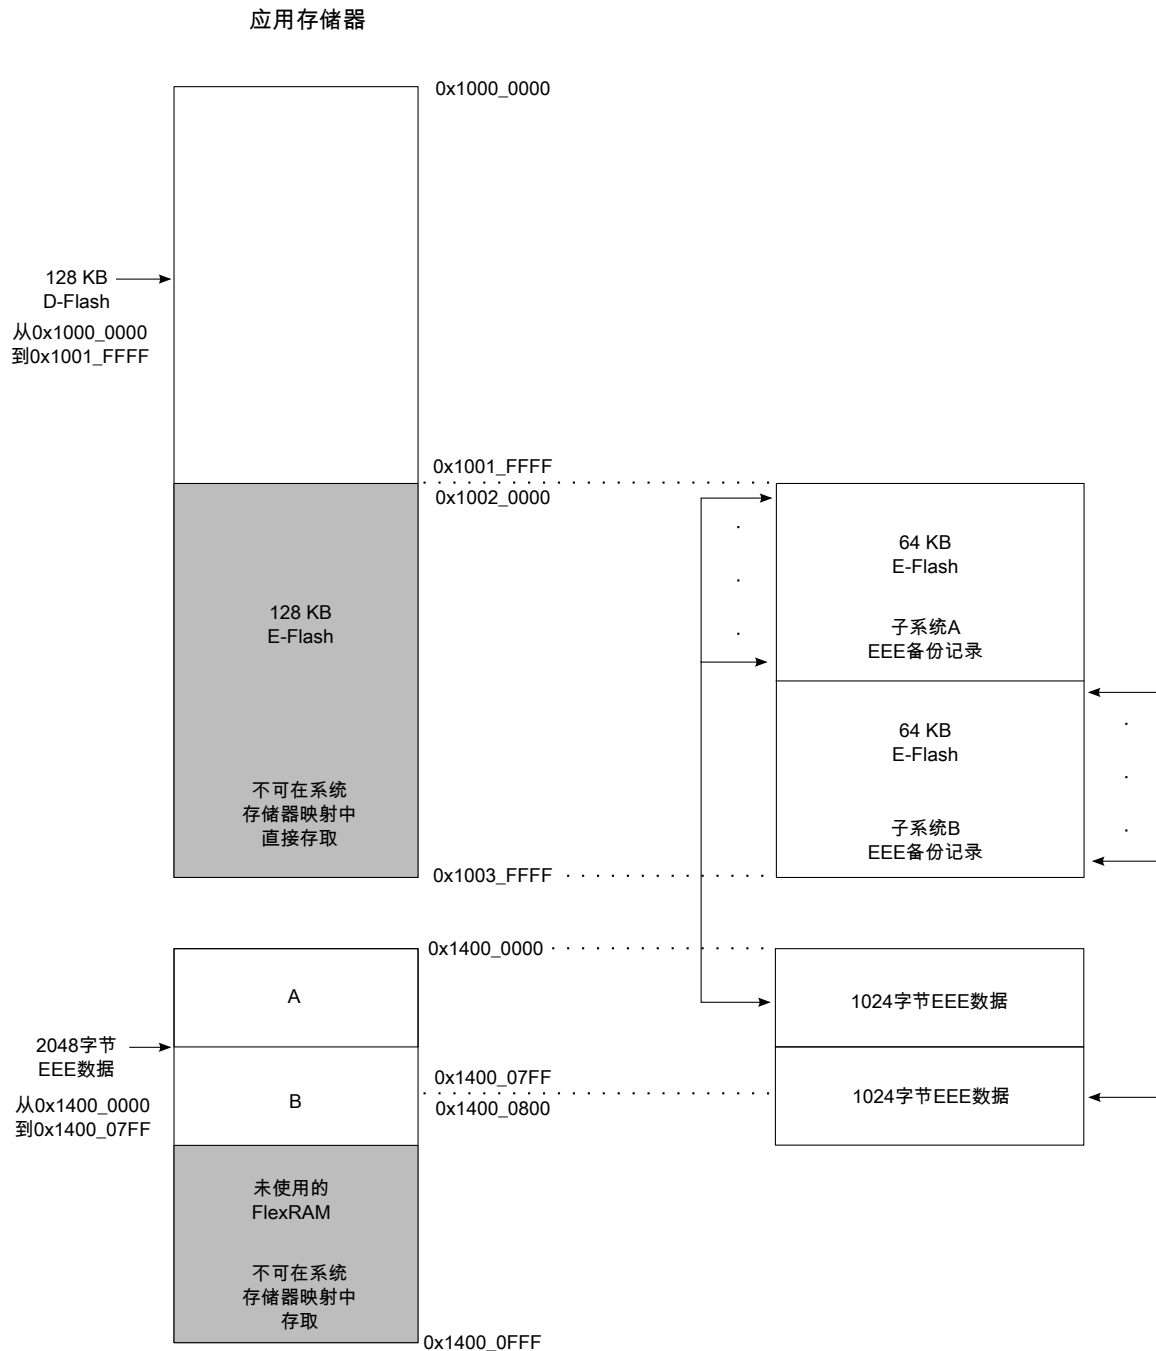 应用存储器
0x1000_0000
128 KB
D-Flash
从0x1000_0000
到0x1001_FFFF
0x1001_FFFF
0x1002_0000
128 KB
E-Flash
不可在系统
存储器映射中
直接存取
0x1003_FFFF
64 KB
E-Flash
子系统A
EEE备份记录
64 KB
E-Flash
子系统B
EEE备份记录
0x1400_0000
A
2048字节
EEE数据
从0x1400_0000
到0x1400_07FF
B
0x1400_07FF
0x1400_0800
1024字节EEE数据
1024字节EEE数据
未使用的
FlexRAM
不可在系统
存储器映射中
存取
0x1400_0FFF